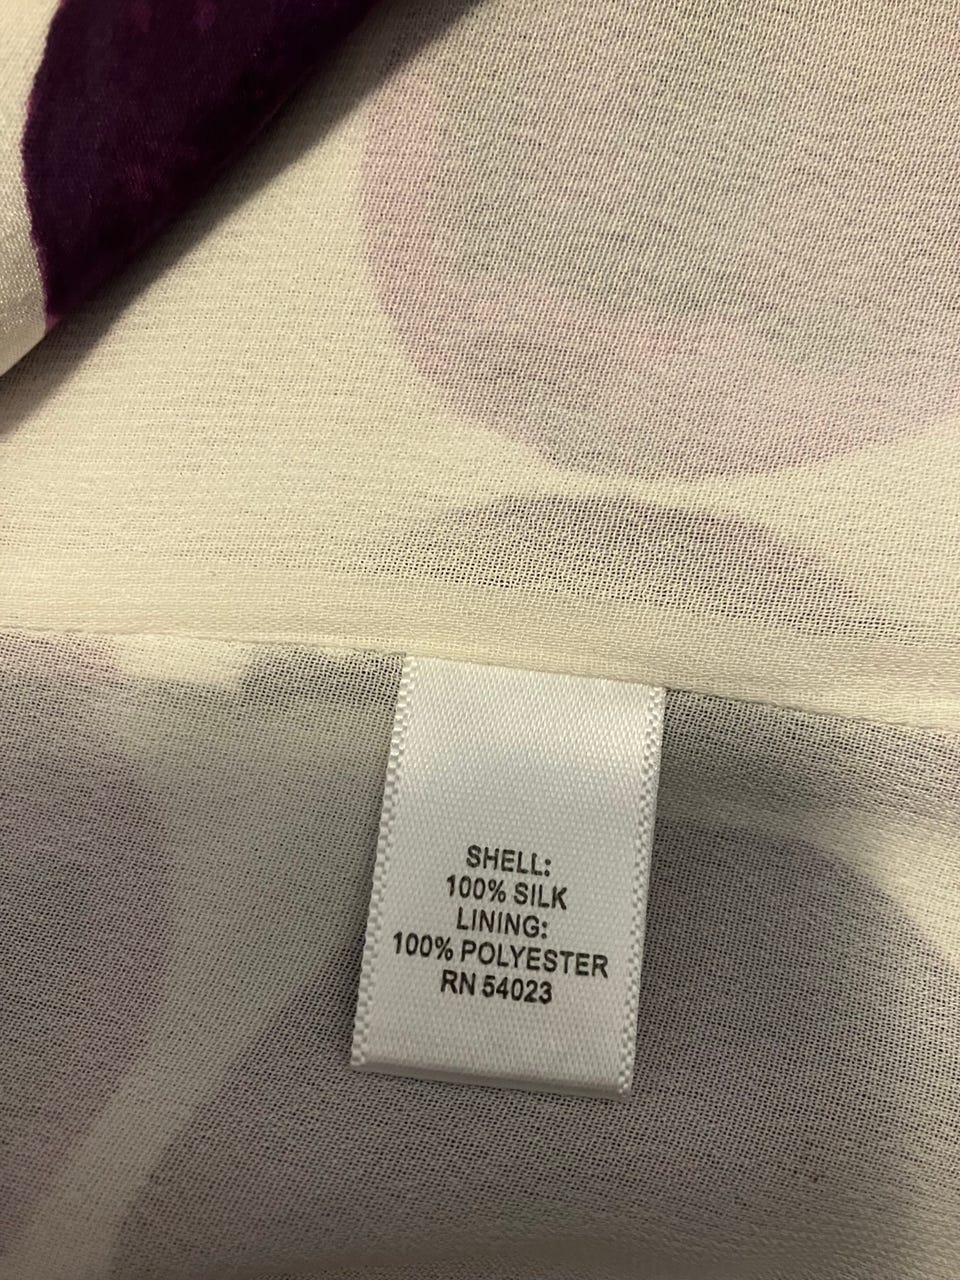 SHELL:
100% SILK
LINING:
100% POLYESTER
RN 54023